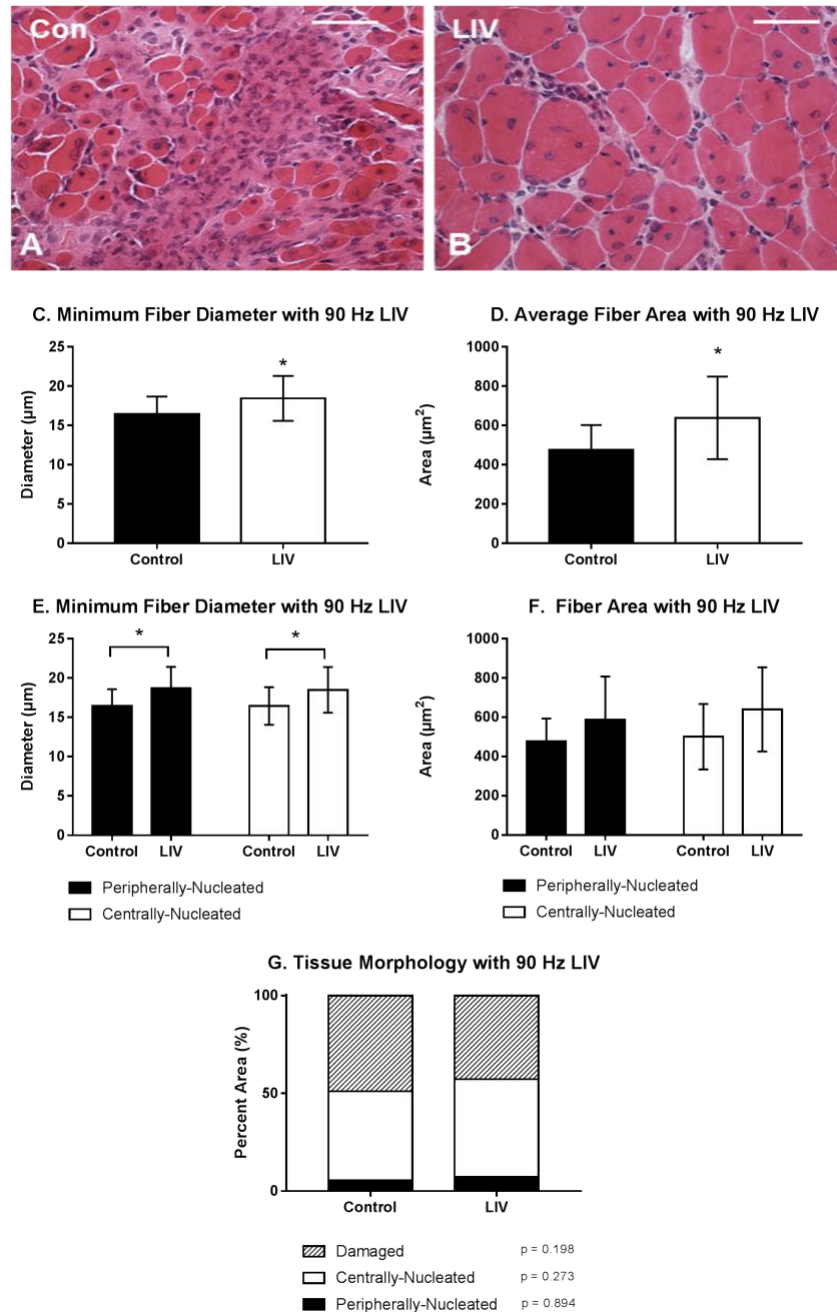 Con LIV
A B
C. Minimum Fiber Diameter with 90 Hz LIV
25
20
15
10
5
0
Diameter (µm)
*
Control LIV
D. Average Fiber Area with 90 Hz LIV
1000
800
600
400
200
0
Area (µm²)
*
Control LIV
E. Minimum Fiber Diameter with 90 Hz LIV
25
20
15
10
5
0
Diameter (µm)
* *
Control LIV Control LIV
Peripherally-Nucleated
Centrally-Nucleated
F. Fiber Area with 90 Hz LIV
1000
800
600
400
200
0
Area (µm²)
Control LIV Control LIV
Peripherally-Nucleated
Centrally-Nucleated
G. Tissue Morphology with 90 Hz LIV
100
50
0
Percent Area (%)
Control LIV
Damaged p = 0.198
Centrally-Nucleated p = 0.273
Peripherally-Nucleated p = 0.894